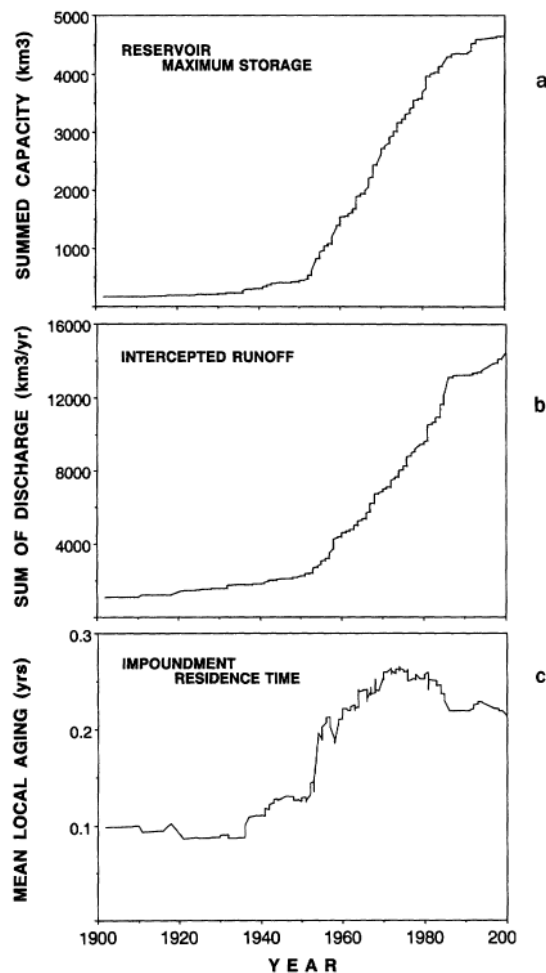 SUMMED CAPACITY (km3)
5000
4000
3000
2000
1000
RESERVOIR
MAXIMUM STORAGE
a
SUM OF DISCHARGE (km3/yr)
16000
12000
8000
4000
INTERCEPTED RUNOFF
b
MEAN LOCAL AGING (yrs)
0.3
0.2
0.1
0
IMPOUNDMENT
RESIDENCE TIME
c
1900 1920 1940 1960 1980 200
YEAR